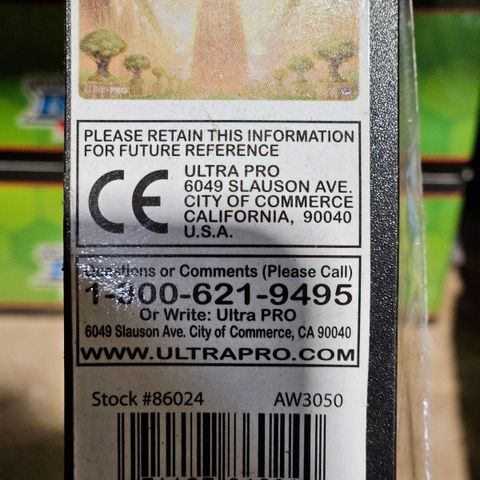 PLEASE RETAIN THIS INFORMATION
FOR FUTURE REFERENCE
CE
ULTRA PRO
6049 SLAUSON AVE.
CITY OF COMMERCE
CALIFORNIA, 90040
U.S.A.
Questions or Comments (Please Call)
1-800-621-9495
Or Write: Ultra PRO
6049 Slauson Ave. City of Commerce, CA 90040
WWW.ULTRAPRO.COM
Stock #86024
AW3050